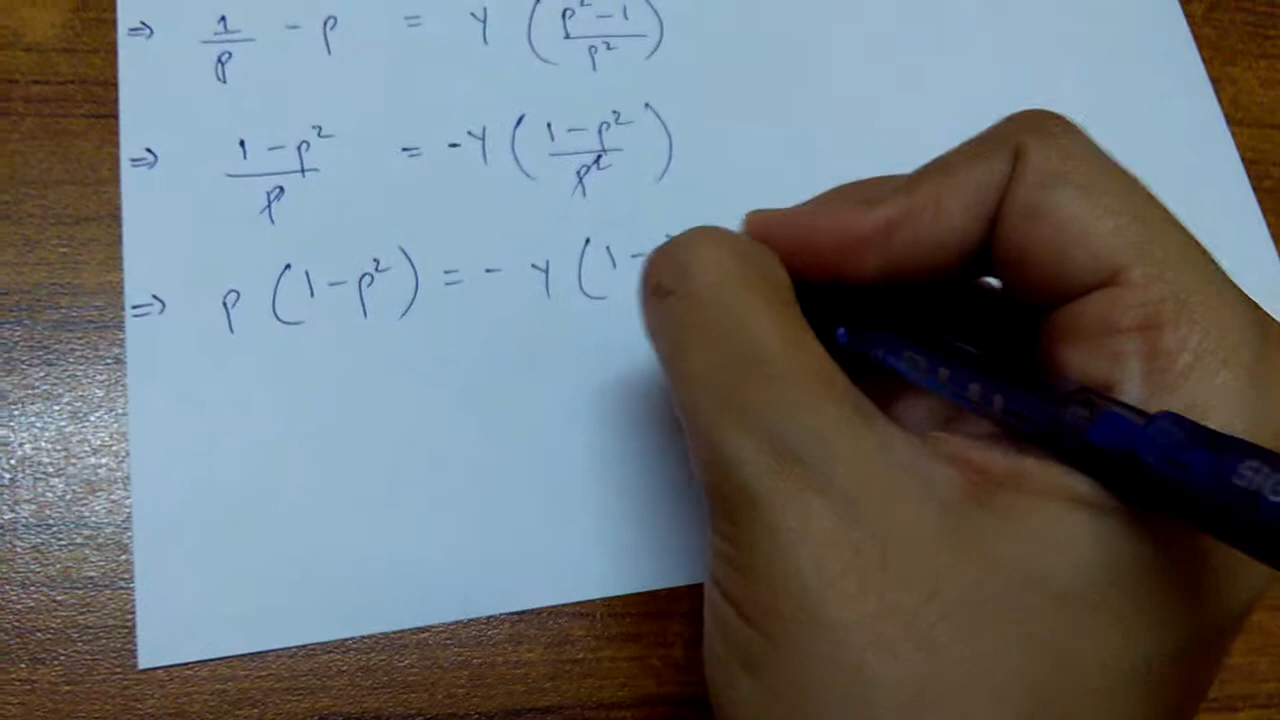 ⇒ 1/p - p = y (p² - 1 / p²)
⇒ 1 - p² / p = - y (1 - p² / p²)
⇒ p (1 - p²) = - y (1 -